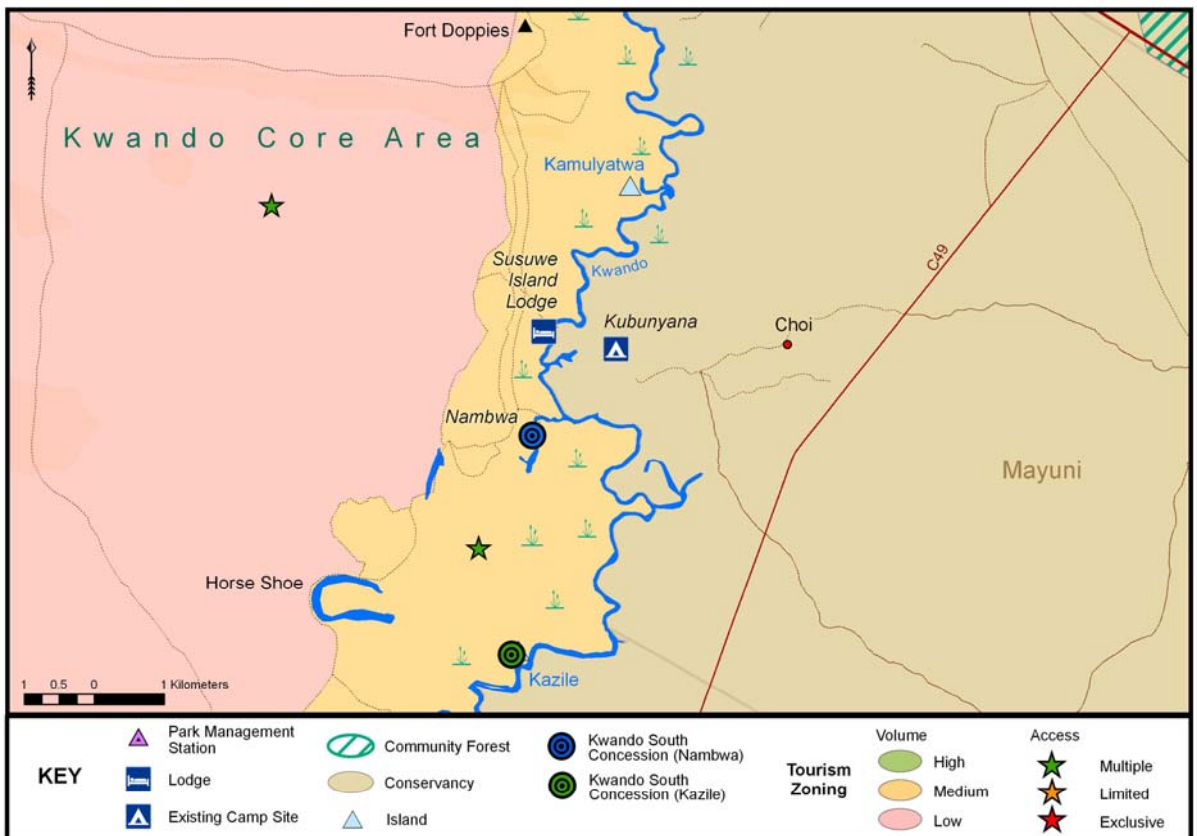 Fort Doppies
Kwando Core Area
Kamulyatwa
Kwando
Susuwe
Island
Lodge
Kubunyana
Choi
C49
Nambwa
Mayuni
Horse Shoe
Kazile
1 0.5 0 1 Kilometers
KEY
Park Management
Station
Lodge
Existing Camp Site
Community Forest
Conservancy
Island
Kwando South
Concession (Nambwa)
Kwando South
Concession (Kazile)
Tourism
Zoning
Volume
High
Medium
Low
Access
Multiple
Limited
Exclusive